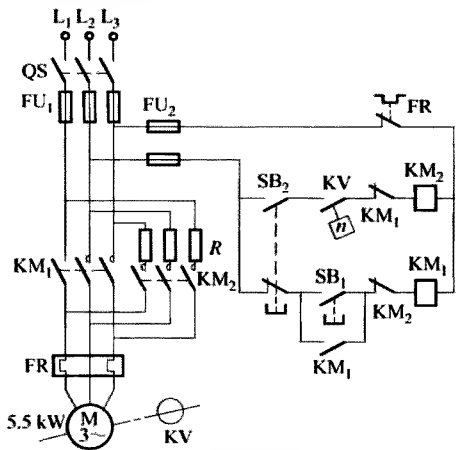 L₁ L₂ L₃
QS
FU₁ FU₂ FR
SB₂ KV KM₁ KM₂
n
R
KM₁ KM₂ SB₁ KM₂ KM₁
KM₁
FR
5.5 kW M 3~ KV